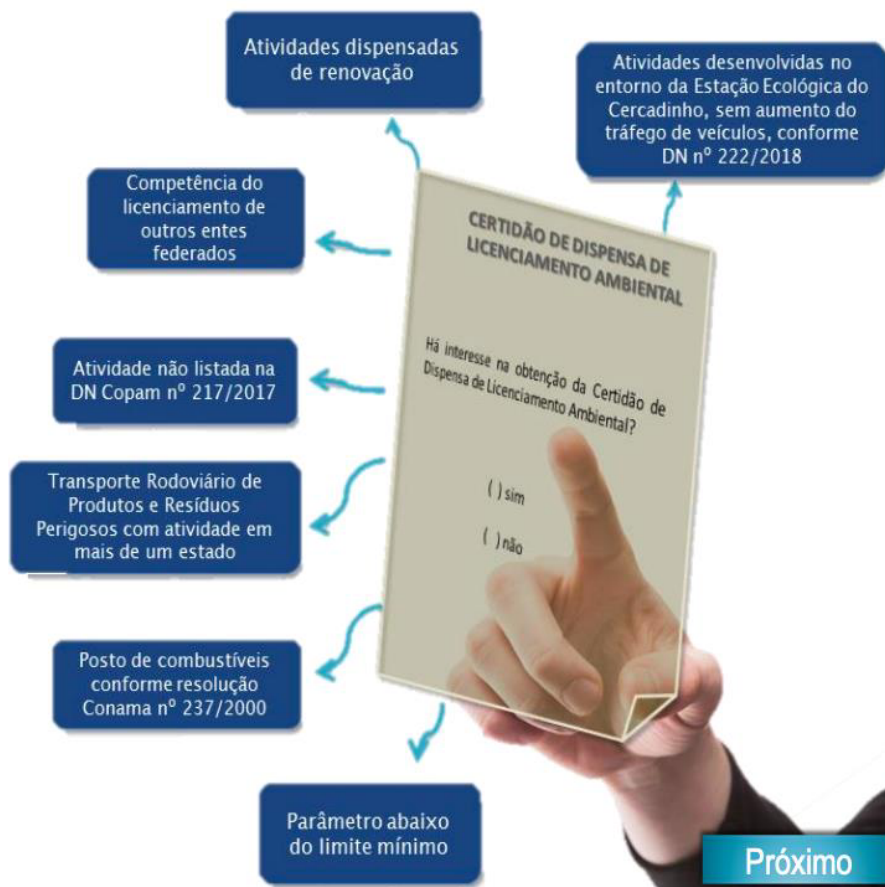 Atividades dispensadas
de renovação
Atividades desenvolvidas no
entorno da Estação Ecológica do
Cercadinho, sem aumento do
tráfego de veículos, conforme
DN nº 222/2018
Competência do
licenciamento de
outros entes
federados
CERTIDÃO DE DISPENSA DE
LICENCIAMENTO AMBIENTAL
Há interesse na obtenção da Certidão de
Dispensa de Licenciamento Ambiental?
( ) sim
( ) não
Atividade não listada na
DN Copam nº 217/2017
Transporte Rodoviário de
Produtos e Resíduos
Perigosos com atividade em
mais de um estado
Posto de combustíveis
conforme resolução
Conama nº 237/2000
Parâmetro abaixo
do limite mínimo
Próximo